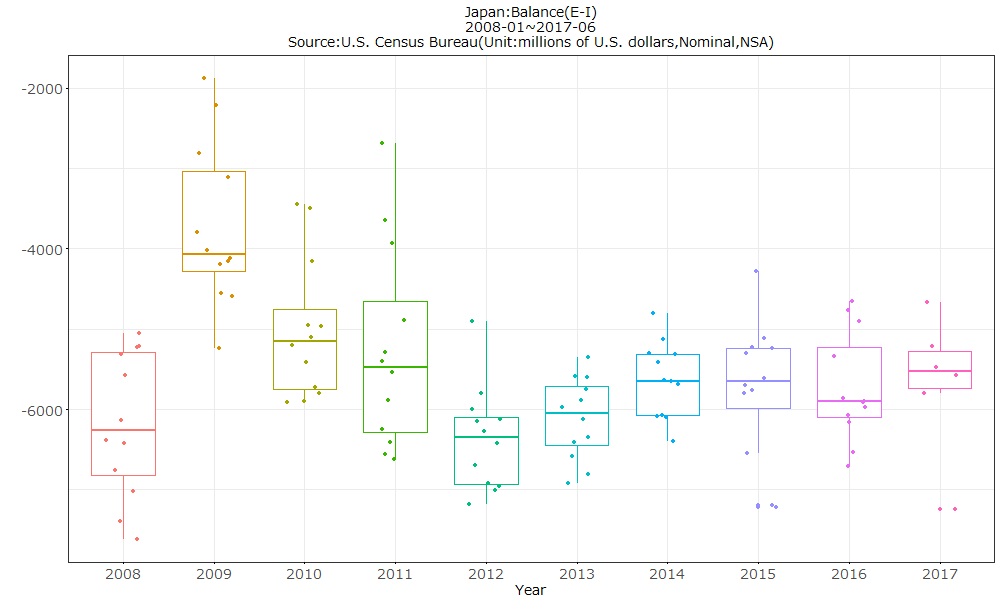 Japan:Balance(E-I)
2008-01~2017-06
Source:U.S. Census Bureau(Unit:millions of U.S. dollars,Nominal,NSA)
-2000
-4000
-6000
2008 2009 2010 2011 2012 2013 2014 2015 2016 2017
Year